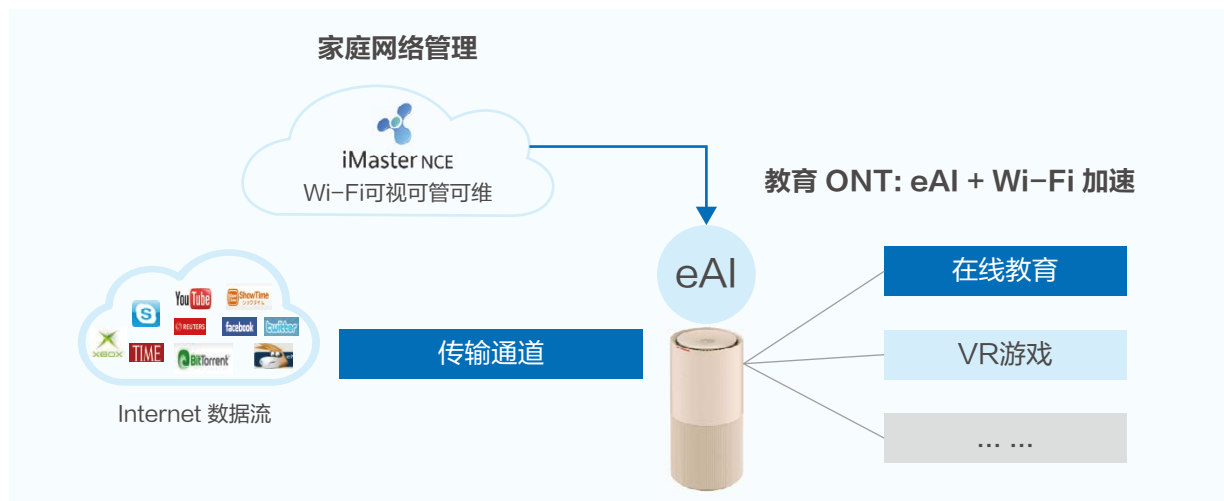 家庭网络管理
iMaster NCE
Wi-Fi可视可管可维
教育 ONT: eAI + Wi-Fi 加速
eAI
在线教育
YouTube
ShowTime
S
REUTERS
facebook
twitter
XBOX
TIME
BitTorrent
传输通道
VR游戏
Internet 数据流
... ...